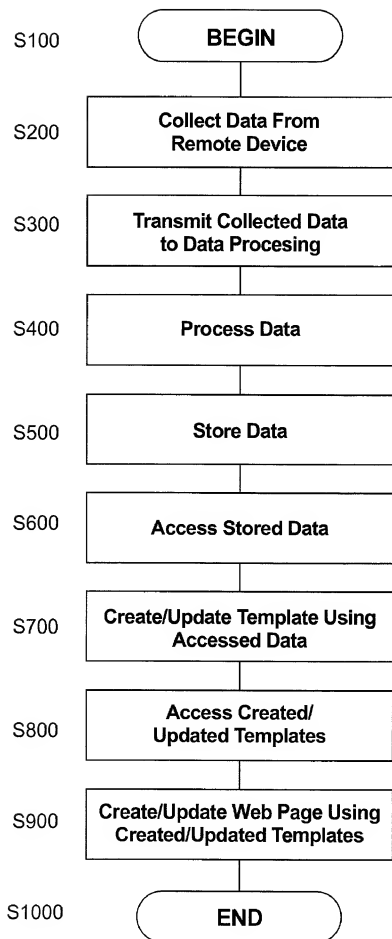 S100
BEGIN
S200
Collect Data From
Remote Device
S300
Transmit Collected Data
to Data Procesing
S400
Process Data
S500
Store Data
S600
Access Stored Data
S700
Create/Update Template Using
Accessed Data
S800
Access Created/
Updated Templates
S900
Create/Update Web Page Using
Created/Updated Templates
S1000
END